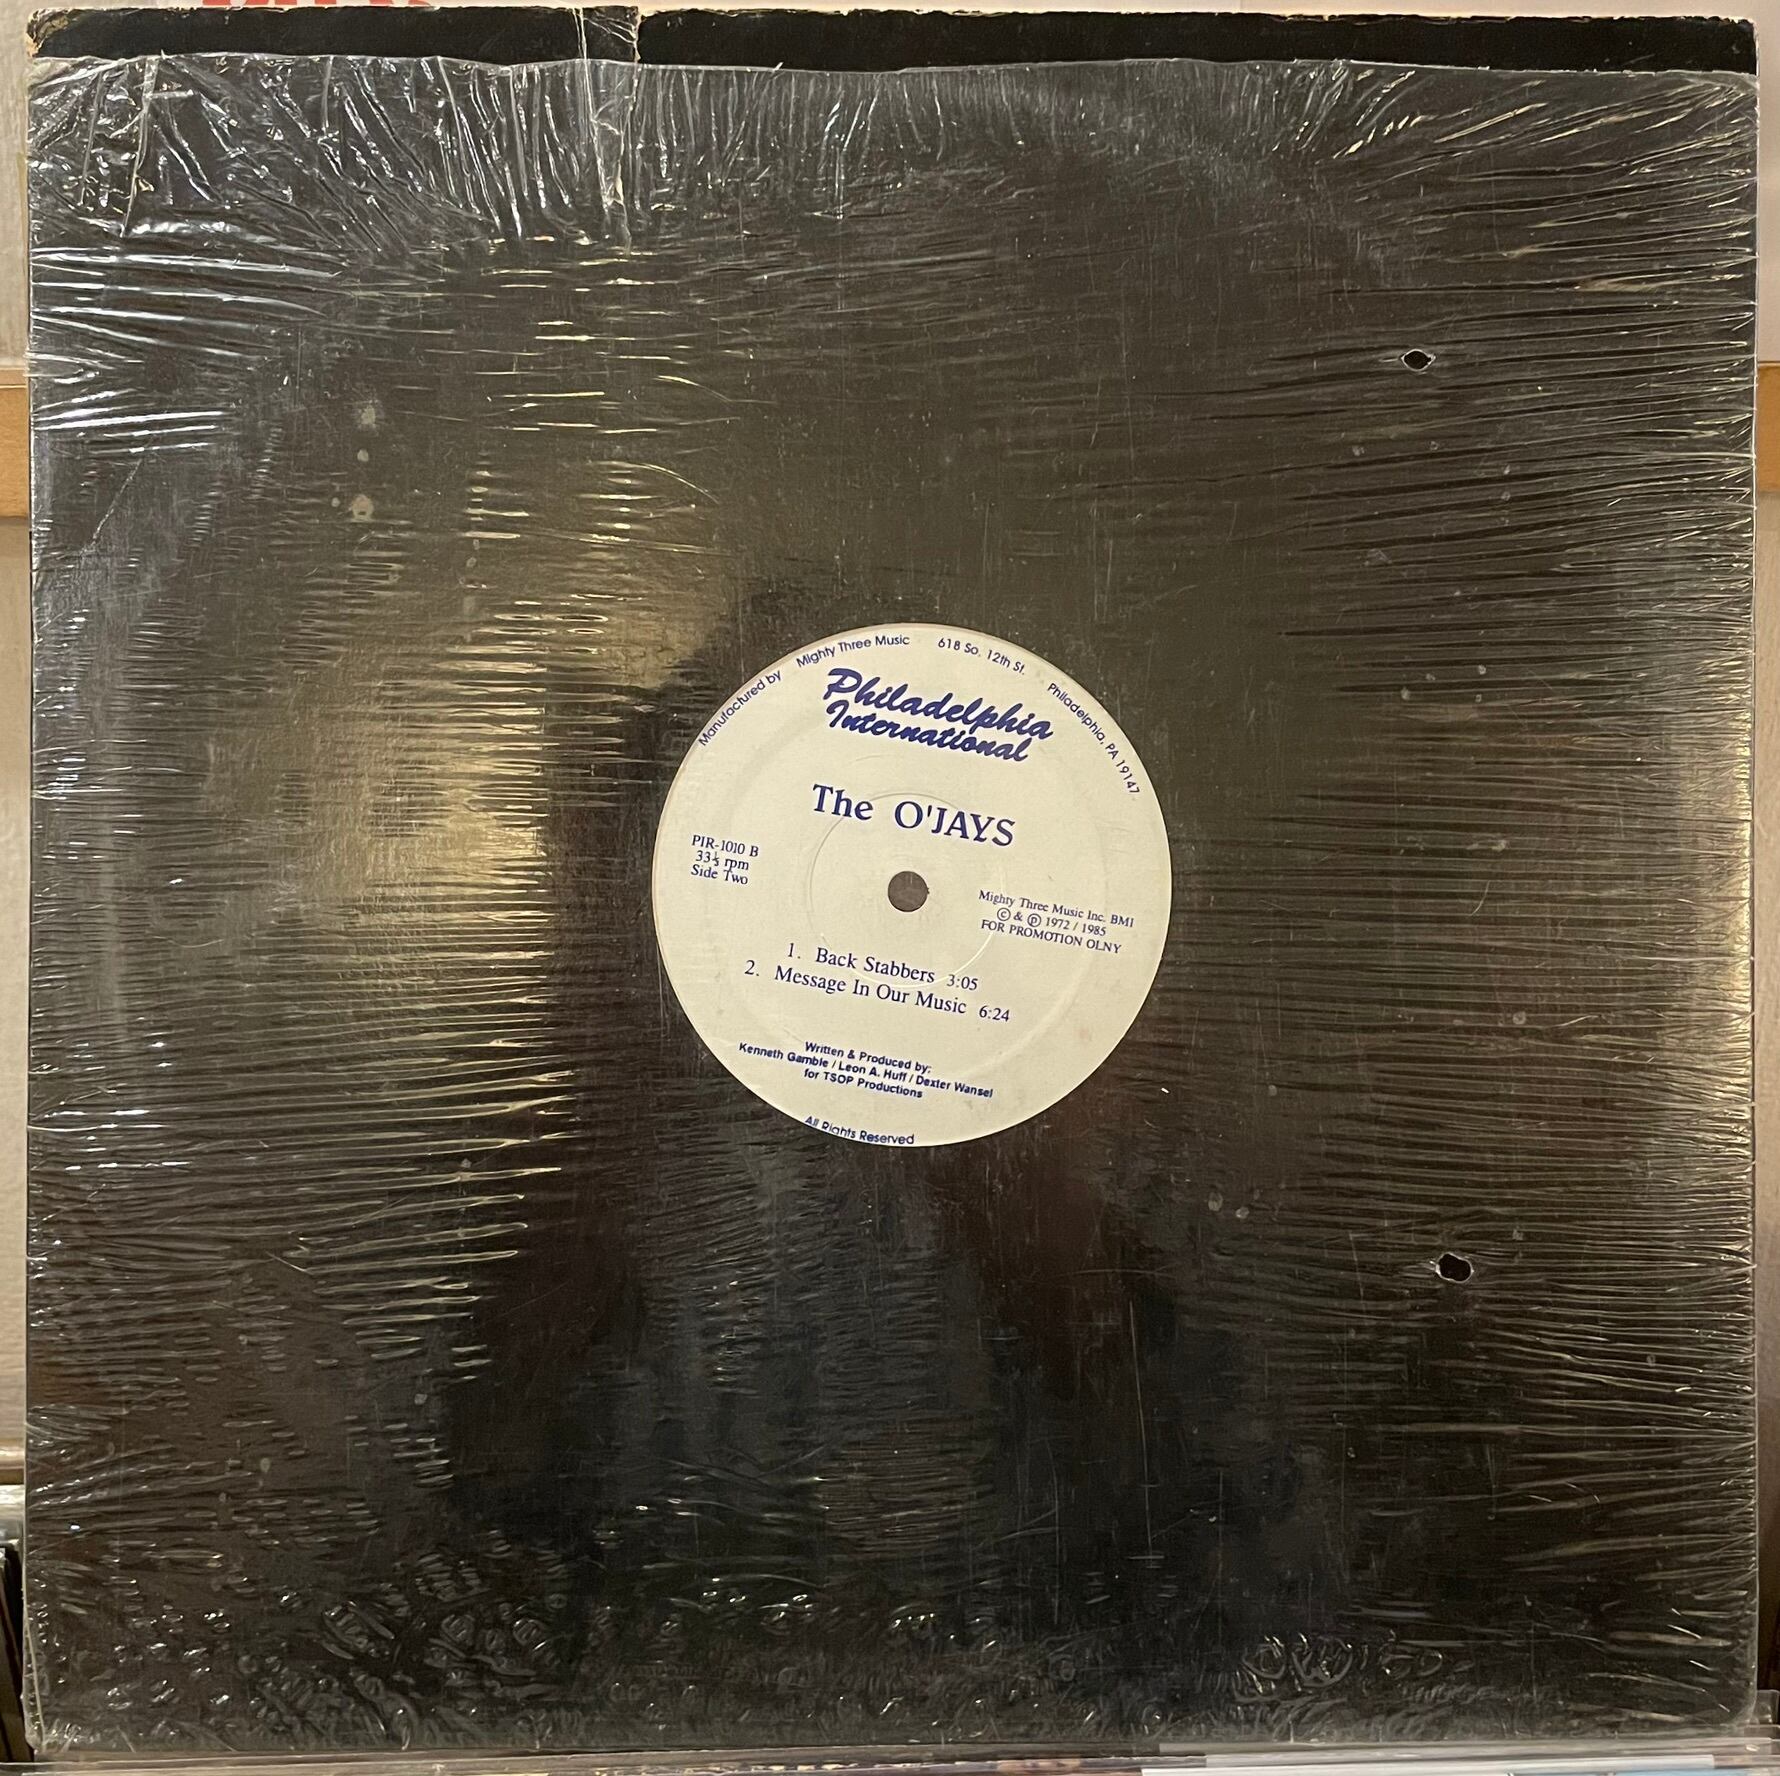 Manufactured by Mighty Three Music 618 So. 12th St. Philadelphia, PA 19147
Philadelphia
International
The O'JAYS
PIR-1010 B
33⅓ rpm
Side Two
Mighty Three Music Inc. BMI
© & ℗ 1972 / 1985
FOR PROMOTION OLNY
1. Back Stabbers 3:05
2. Message In Our Music 6:24
Written & Produced by:
Kenneth Gamble / Leon A. Huff / Dexter Wansel
for TSOP Productions
All Rights Reserved